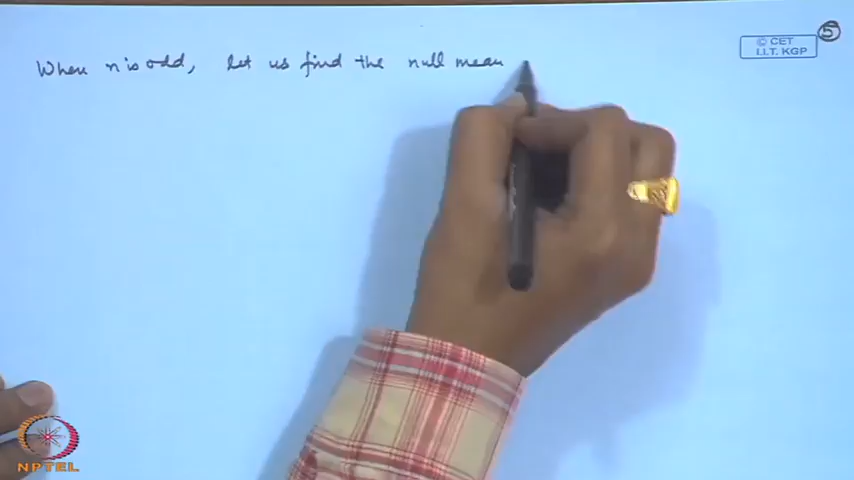 When n is odd, let us find the null mean
© CET
I.I.T. KGP
5
NPTEL